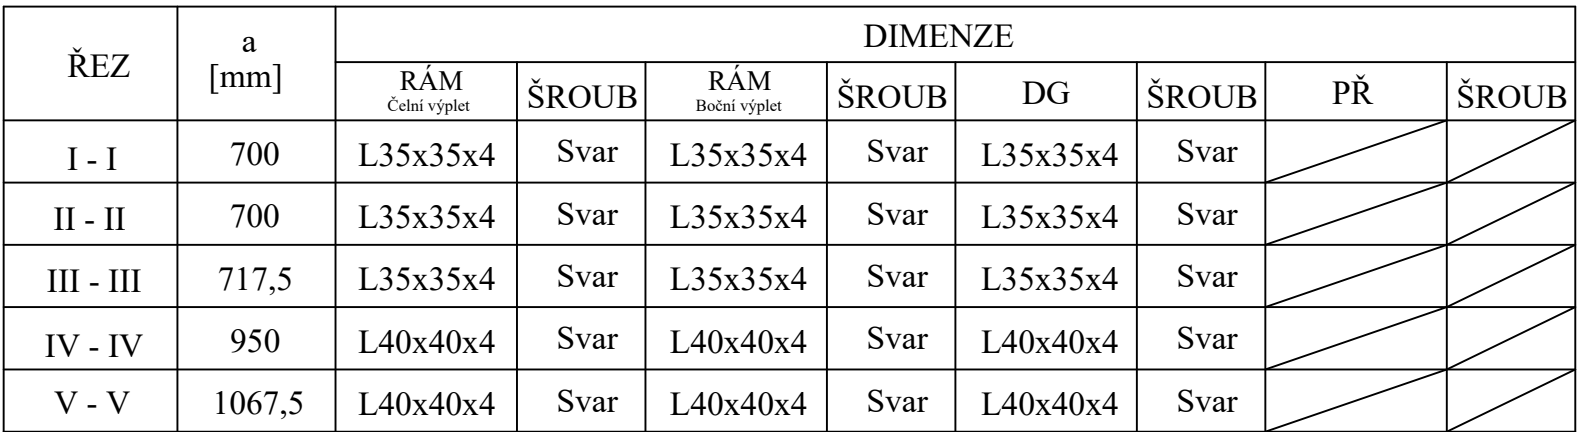 ŘEZ a [mm] DIMENZE
RÁM Čelní výplet ŠROUB RÁM Boční výplet ŠROUB DG ŠROUB PŘ ŠROUB
I - I 700 L35x35x4 Svar L35x35x4 Svar L35x35x4 Svar
II - II 700 L35x35x4 Svar L35x35x4 Svar L35x35x4 Svar
III - III 717,5 L35x35x4 Svar L35x35x4 Svar L35x35x4 Svar
IV - IV 950 L40x40x4 Svar L40x40x4 Svar L40x40x4 Svar
V - V 1067,5 L40x40x4 Svar L40x40x4 Svar L40x40x4 Svar